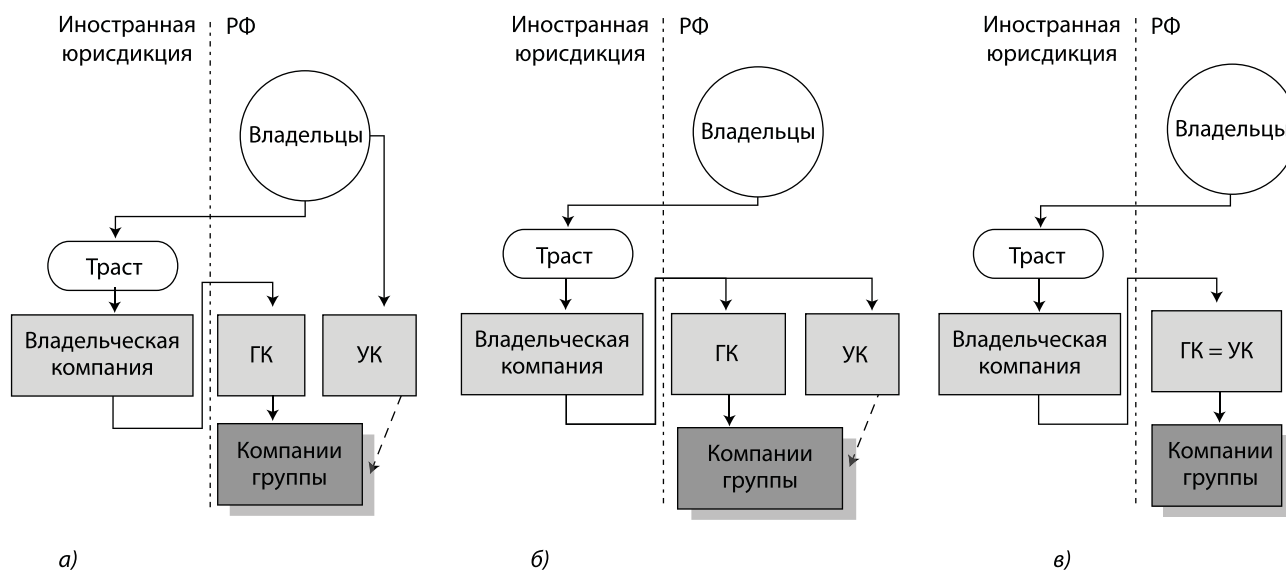 Иностранная
юрисдикция
РФ
Владельцы
Траст
Владельческая
компания
ГК
УК
Компании
группы
а)
Иностранная
юрисдикция
РФ
Владельцы
Траст
Владельческая
компания
ГК
УК
Компании
группы
б)
Иностранная
юрисдикция
РФ
Владельцы
Траст
Владельческая
компания
ГК = УК
Компании
группы
в)